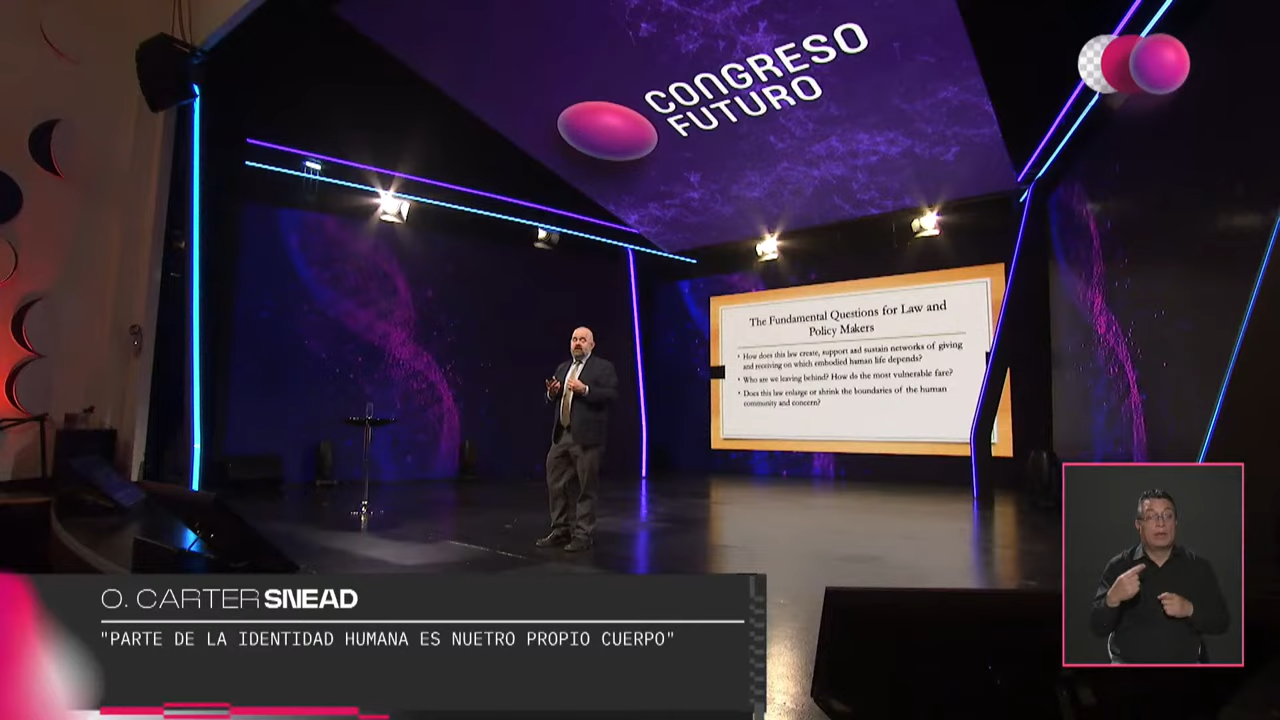 CONGRESO
FUTURO
The Fundamental Questions for Law and
Policy Makers
• How does this law create, support and sustain networks of giving
and receiving on which embodied human life depends?
• Who are we leaving behind? How do the most vulnerable fare?
• Does this law enlarge or shrink the boundaries of the human
community and concern?
O. CARTER SNEAD
"PARTE DE LA IDENTIDAD HUMANA ES NUETRO PROPIO CUERPO"